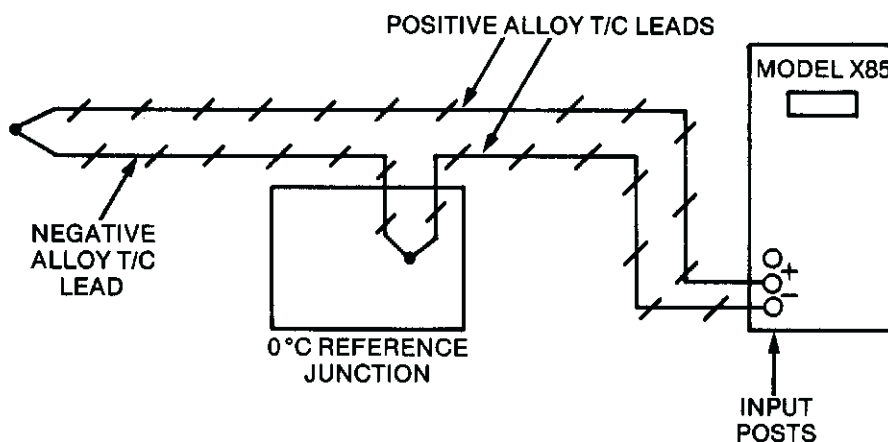 POSITIVE ALLOY T/C LEADS
MODEL X85
NEGATIVE
ALLOY T/C
LEAD
0°C REFERENCE
JUNCTION
+
−
INPUT
POSTS